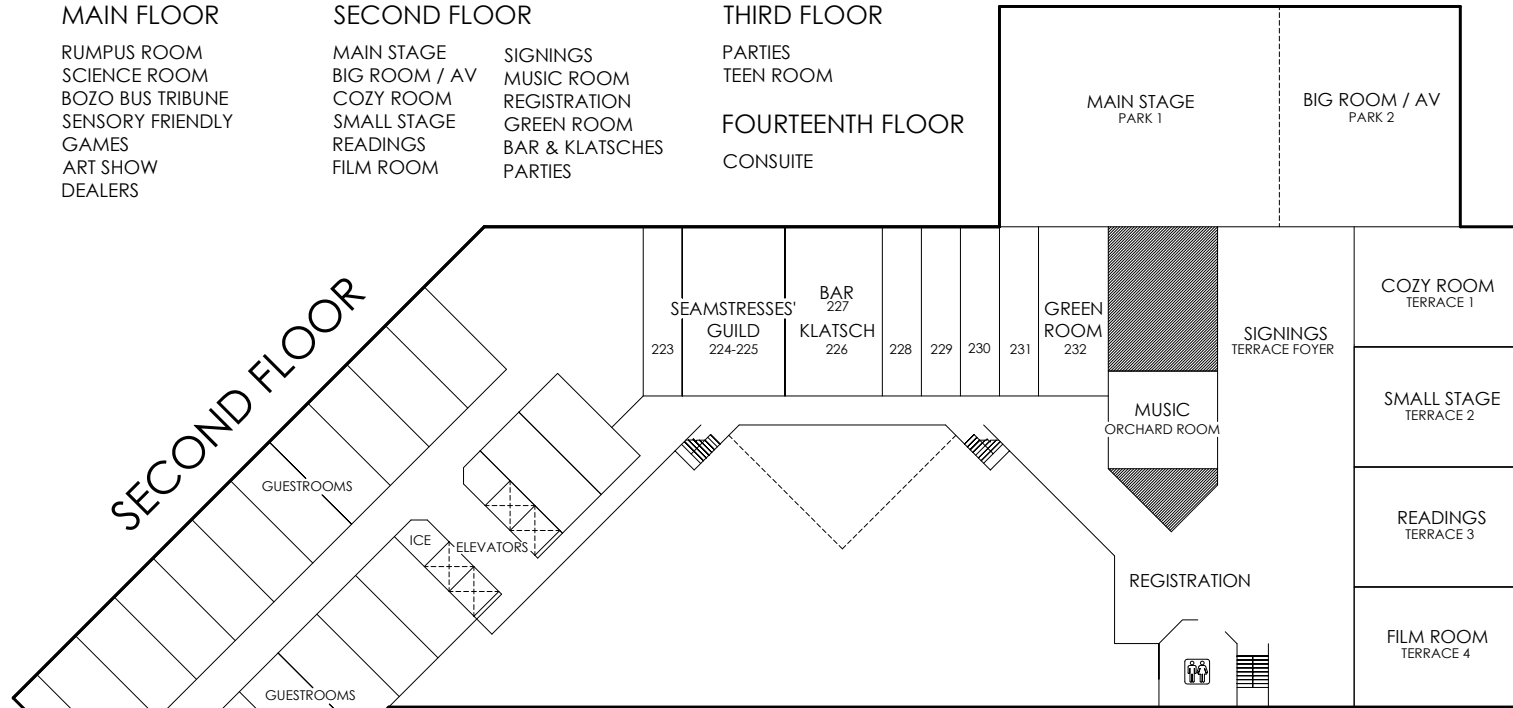 MAIN FLOOR
RUMPUS ROOM
SCIENCE ROOM
BOZO BUS TRIBUNE
SENSORY FRIENDLY
GAMES
ART SHOW
DEALERS
SECOND FLOOR
MAIN STAGE
BIG ROOM / AV
COZY ROOM
SMALL STAGE
READINGS
FILM ROOM
SIGNINGS
MUSIC ROOM
REGISTRATION
GREEN ROOM
BAR & KLATSCHES
PARTIES
THIRD FLOOR
PARTIES
TEEN ROOM
FOURTEENTH FLOOR
CONSUITE
MAIN STAGE
PARK 1
BIG ROOM / AV
PARK 2
SECOND FLOOR
223
SEAMSTRESSES'
GUILD
224-225
BAR
227
KLATSCH
226
228
229
230
231
GREEN
ROOM
232
SIGNINGS
TERRACE FOYER
COZY ROOM
TERRACE 1
SMALL STAGE
TERRACE 2
MUSIC
ORCHARD ROOM
READINGS
TERRACE 3
GUESTROOMS
ICE
ELEVATORS
REGISTRATION
FILM ROOM
TERRACE 4
GUESTROOMS